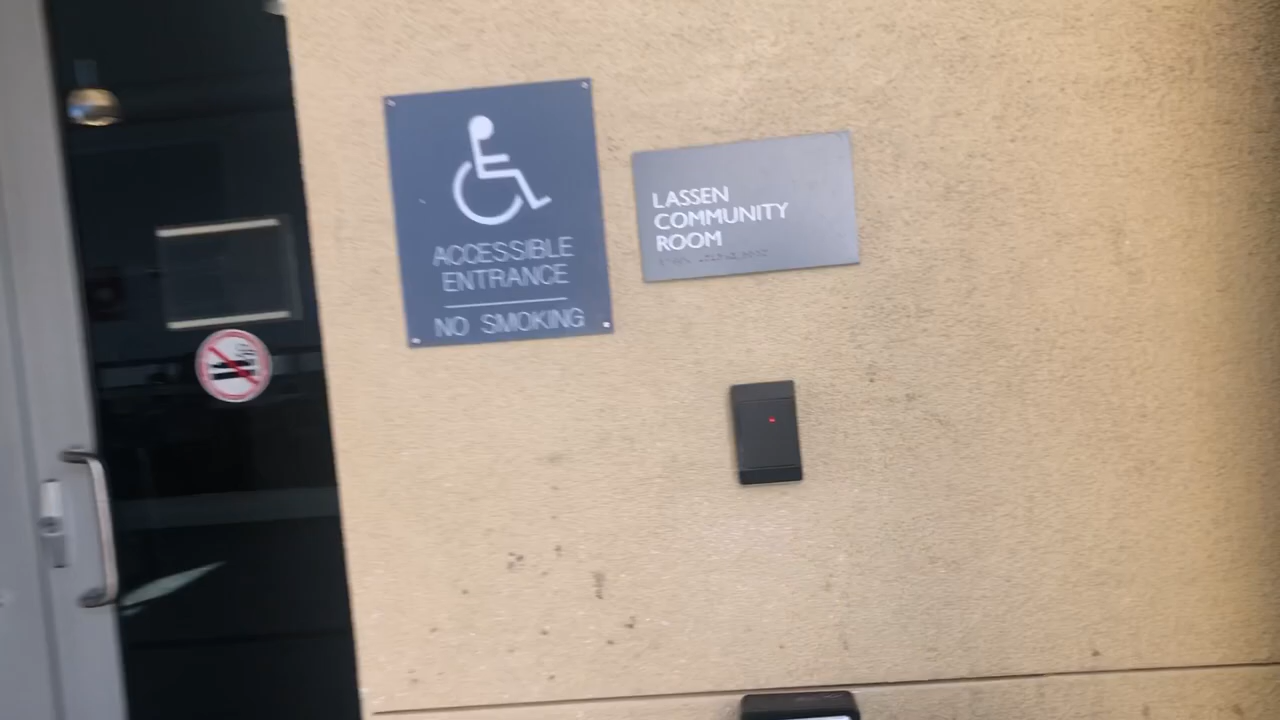 ACCESSIBLE
ENTRANCE
NO SMOKING
LASSEN
COMMUNITY
ROOM